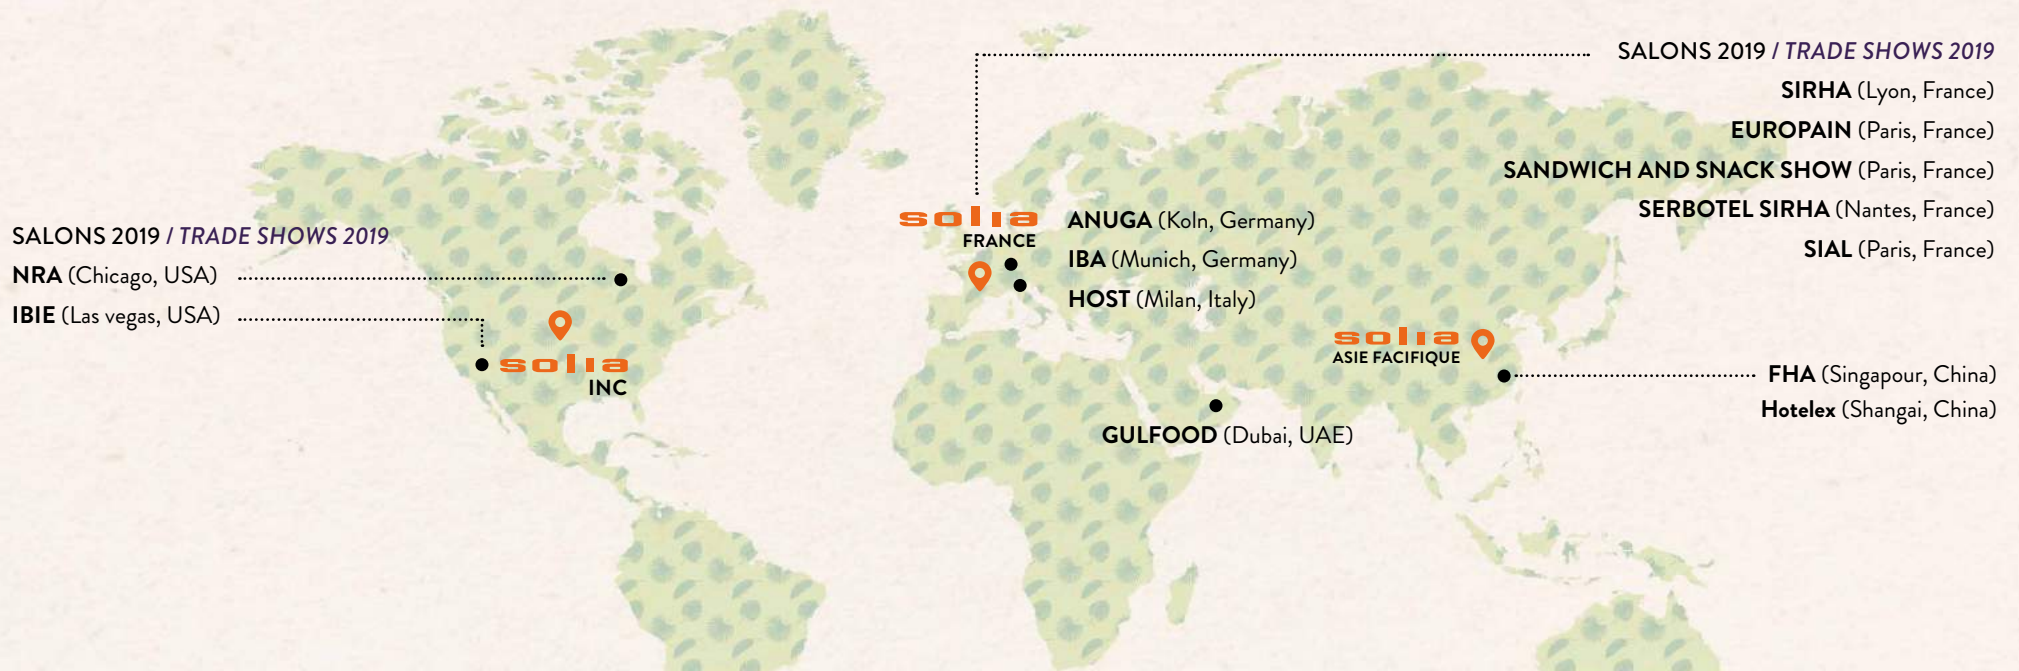 SALONS 2019 / TRADE SHOWS 2019
NRA (Chicago, USA)
IBIE (Las vegas, USA)
solia
INC
solia
FRANCE
ANUGA (Koln, Germany)
IBA (Munich, Germany)
HOST (Milan, Italy)
GULFOOD (Dubai, UAE)
SALONS 2019 / TRADE SHOWS 2019
SIRHA (Lyon, France)
EUROPAIN (Paris, France)
SANDWICH AND SNACK SHOW (Paris, France)
SERBOTEL SIRHA (Nantes, France)
SIAL (Paris, France)
solia
ASIE FACIFIQUE
FHA (Singapour, China)
Hotelex (Shangai, China)